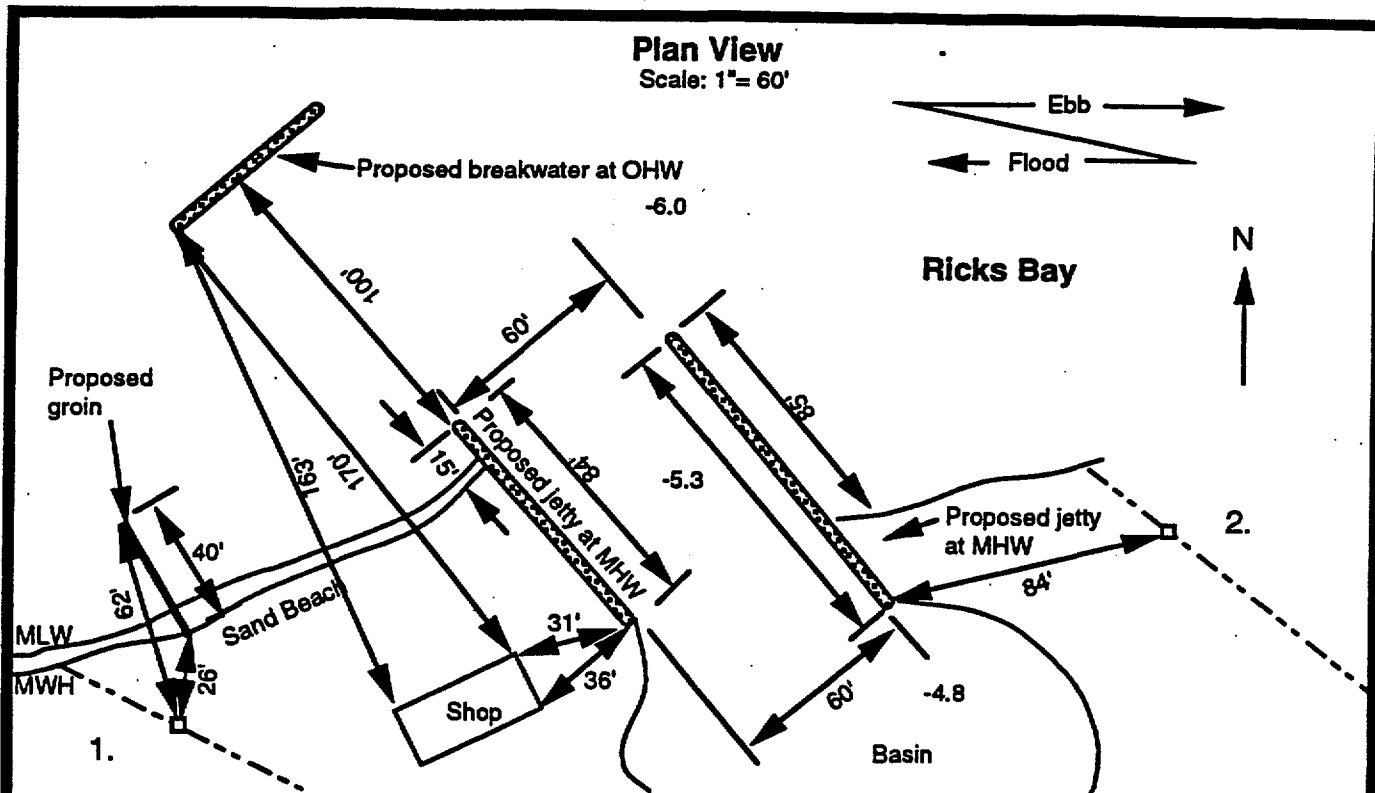 Plan View
Scale: 1"= 60'
Ebb
Flood
Proposed breakwater at OHW
-6.0
N
Ricks Bay
100'
60'
Proposed
groin
85'
Proposed jetty at MHW
84'
15'
163'
170'
-5.3
Proposed jetty
at MHW
2.
84'
40'
62'
Sand Beach
MLW
MWH
26'
31'
36'
Shop
60'
-4.8
1.
Basin